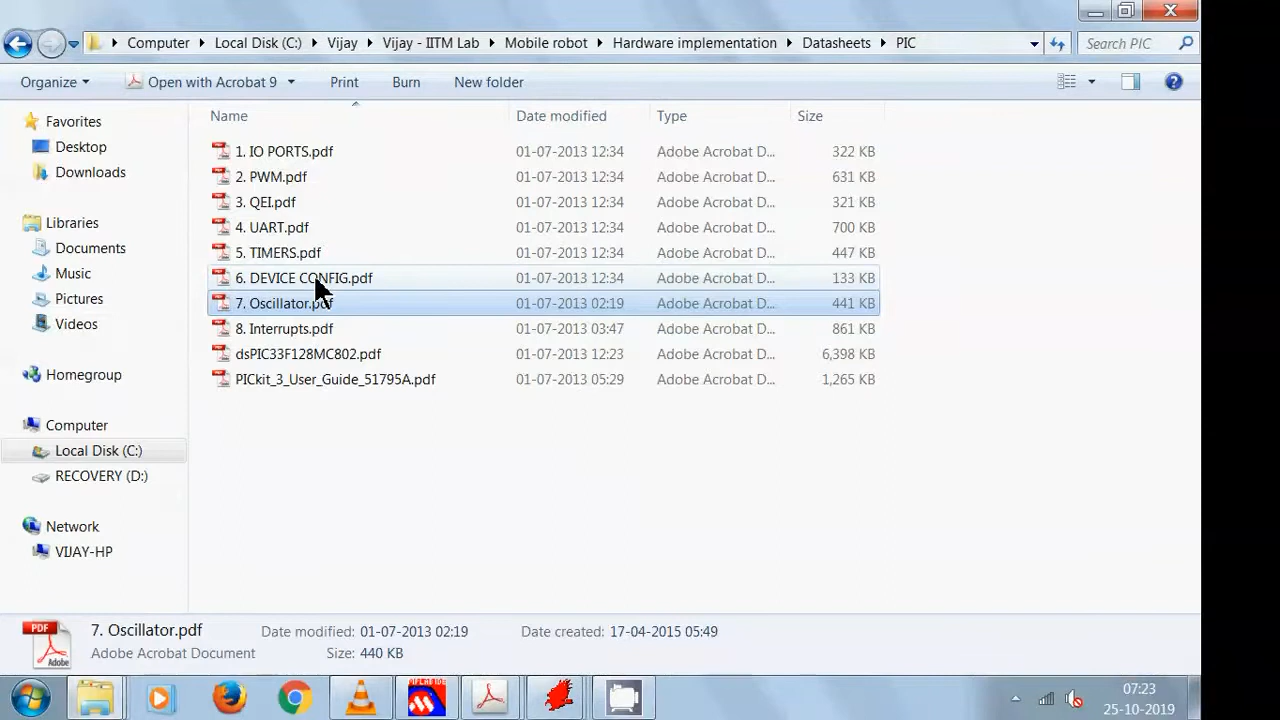 Computer Local Disk (C:) Vijay Vijay - IITM Lab Mobile robot Hardware implementation Datasheets PIC Search PIC
Organize Open with Acrobat 9 Print Burn New folder
Name Date modified Type Size
Favorites
Desktop
Downloads
Libraries
Documents
Music
Pictures
Videos
Homegroup
Computer
Local Disk (C:)
RECOVERY (D:)
Network
VIJAY-HP
1. IO PORTS.pdf 01-07-2013 12:34 Adobe Acrobat D... 322 KB
2. PWM.pdf 01-07-2013 12:34 Adobe Acrobat D... 631 KB
3. QEI.pdf 01-07-2013 12:34 Adobe Acrobat D... 321 KB
4. UART.pdf 01-07-2013 12:34 Adobe Acrobat D... 700 KB
5. TIMERS.pdf 01-07-2013 12:34 Adobe Acrobat D... 447 KB
6. DEVICE CONFIG.pdf 01-07-2013 12:34 Adobe Acrobat D... 133 KB
7. Oscillator.pdf 01-07-2013 02:19 Adobe Acrobat D... 441 KB
8. Interrupts.pdf 01-07-2013 03:47 Adobe Acrobat D... 861 KB
dsPIC33F128MC802.pdf 01-07-2013 12:23 Adobe Acrobat D... 6,398 KB
PICkit_3_User_Guide_51795A.pdf 01-07-2013 05:29 Adobe Acrobat D... 1,265 KB
PDF
Adobe
7. Oscillator.pdf Date modified: 01-07-2013 02:19 Date created: 17-04-2015 05:49
Adobe Acrobat Document Size: 440 KB
07:23
25-10-2019